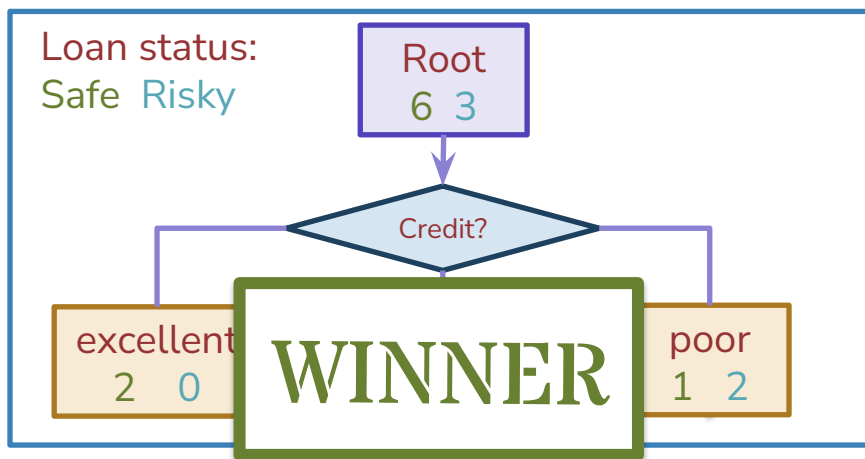 Loan status:
Safe Risky
Root
6 3
Credit?
excellent
2 0
WINNER
poor
1 2